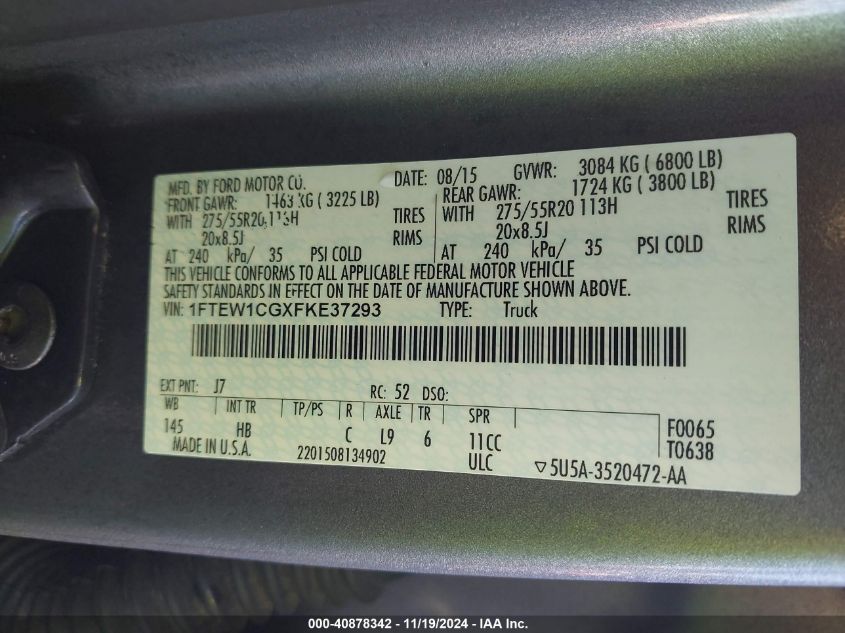 MFD. BY FORD MOTOR CO. DATE: 08/15 GVWR: 3084 KG ( 6800 LB)
FRONT GAWR: 1463 KG ( 3225 LB) REAR GAWR: 1724 KG ( 3800 LB)
WITH 275/55R20 113H TIRES WITH 275/55R20 113H TIRES
20x8.5J RIMS 20x8.5J RIMS
AT 240 kPa/ 35 PSI COLD AT 240 kPa/ 35 PSI COLD
THIS VEHICLE CONFORMS TO ALL APPLICABLE FEDERAL MOTOR VEHICLE
SAFETY STANDARDS IN EFFECT ON THE DATE OF MANUFACTURE SHOWN ABOVE.
VIN: 1FTEW1CGXFKE37293 TYPE: Truck
EXT PNT: J7 RC: 52 DSO:
WB INT TR TP/PS R AXLE TR SPR
145 HB C L9 6 11CC F0065
MADE IN U.S.A. 2201508134902 ULC T0638
▽5U5A-3520472-AA
000-40878342 - 11/19/2024 - IAA Inc.